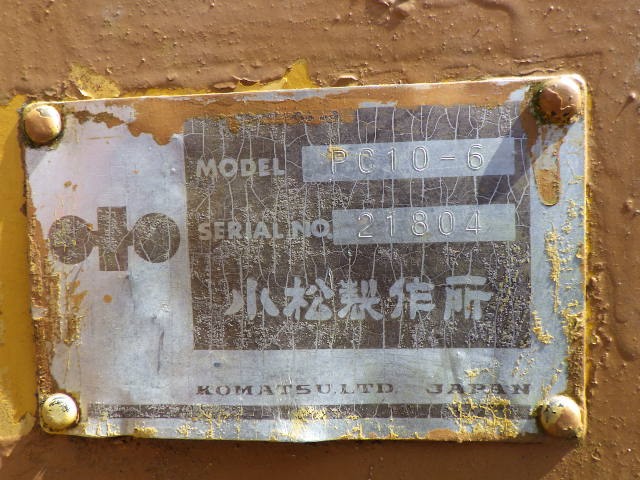 MODEL PC10-6
SERIAL NO. 21804
小松製作所
KOMATSU.LTD. JAPAN